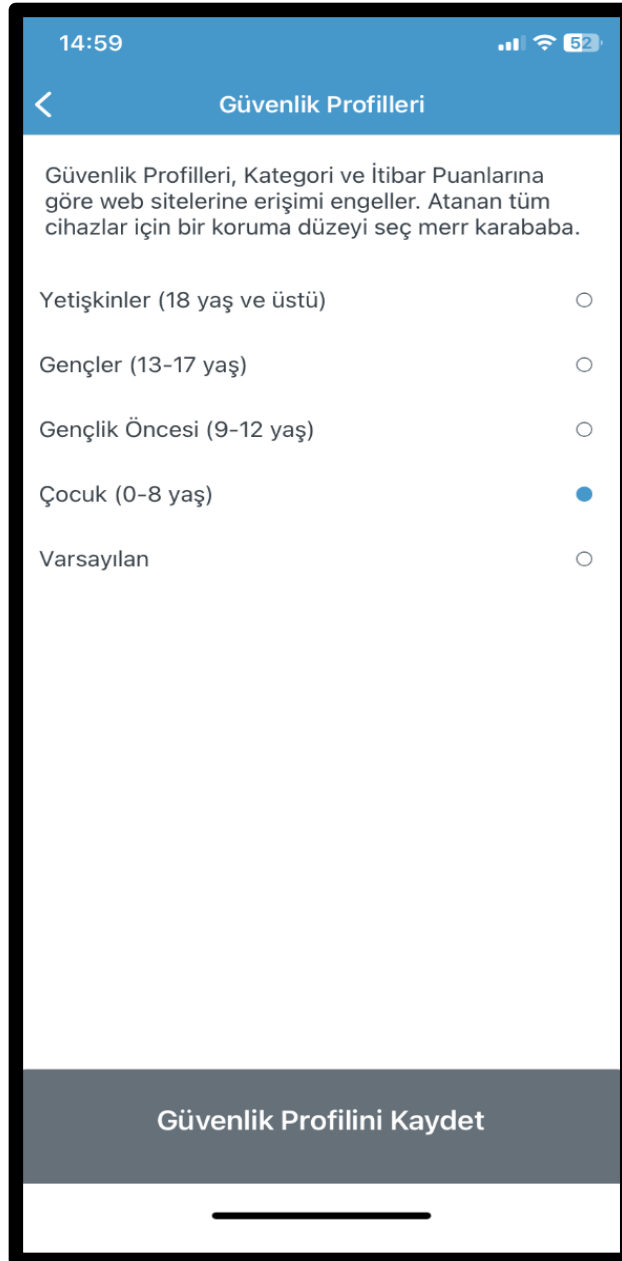 14:59
52
Güvenlik Profilleri
Güvenlik Profilleri, Kategori ve İtibar Puanlarına
göre web sitelerine erişimi engeller. Atanan tüm
cihazlar için bir koruma düzeyi seç merr karababa.
Yetişkinler (18 yaş ve üstü)
Gençler (13-17 yaş)
Gençlik Öncesi (9-12 yaş)
Çocuk (0-8 yaş)
Varsayılan
Güvenlik Profilini Kaydet